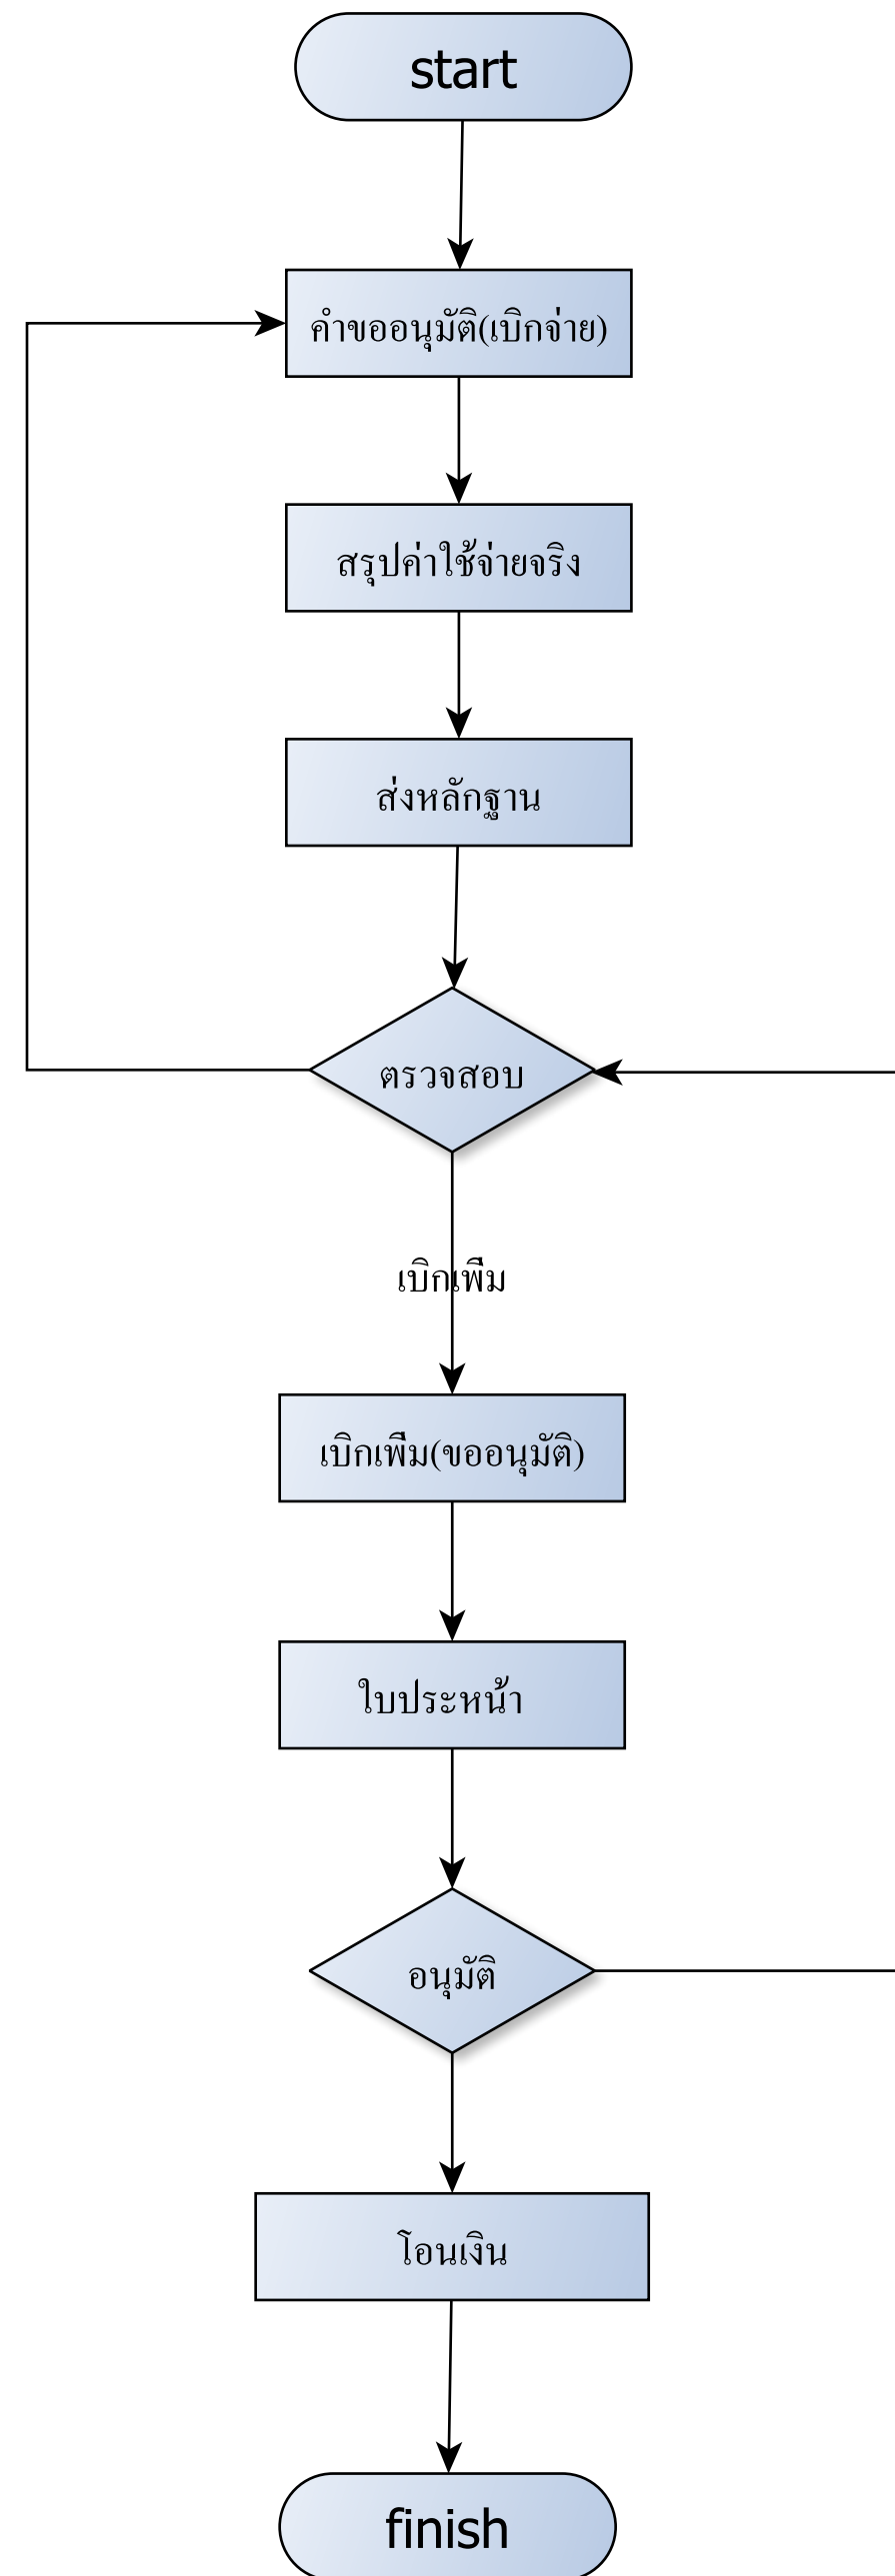 start
คำขออนุมัติ(เบิกจ่าย)
สรุปค่าใช้จ่ายจริง
ส่งหลักฐาน
ตรวจสอบ
เบิกเพิ่ม
เบิกเพิ่ม(ขออนุมัติ)
ใบประหน้า
อนุมัติ
โอนเงิน
finish